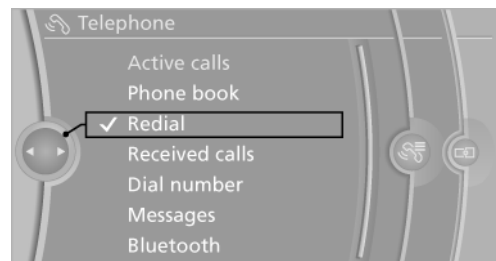 Telephone
Active calls
Phone book
Redial
Received calls
Dial number
Messages
Bluetooth